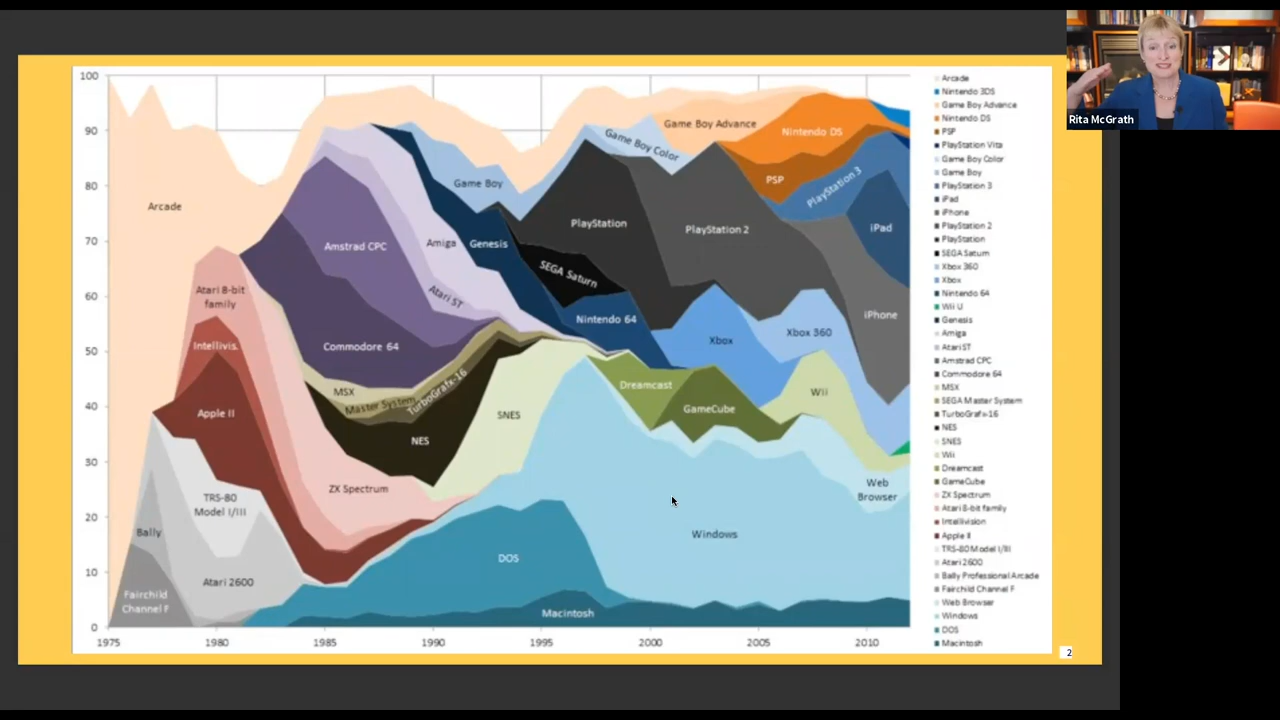 Rita McGrath
100
90
80
70
60
50
40
30
20
10
0
1975
1980
1985
1990
1995
2000
2005
2010
Arcade
Atari 8-bit
family
Intellivis.
Apple II
TRS-80
Model I/III
Bally
Atari 2600
Fairchild
Channel F
Amstrad CPC
Commodore 64
MSX
Master System
TurboGrafx-16
NES
ZX Spectrum
Amiga
Atari ST
Genesis
Game Boy
SNES
DOS
Macintosh
PlayStation
SEGA Saturn
Nintendo 64
Game Boy Color
Game Boy Advance
PlayStation 2
Xbox
Dreamcast
GameCube
Windows
Nintendo DS
PSP
PlayStation 3
iPad
iPhone
Xbox 360
Wii
Web
Browser
Arcade
Nintendo 3DS
Game Boy Advance
Nintendo DS
PSP
PlayStation Vita
Game Boy Color
Game Boy
PlayStation 3
iPad
iPhone
PlayStation 2
PlayStation
SEGA Saturn
Xbox 360
Xbox
Nintendo 64
Wii U
Genesis
Amiga
Atari ST
Amstrad CPC
Commodore 64
MSX
SEGA Master System
TurboGrafx-16
NES
SNES
Wii
Dreamcast
GameCube
ZX Spectrum
Atari 8-bit family
Intellivision
Apple II
TRS-80 Model I/III
Atari 2600
Bally Professional Arcade
Fairchild Channel F
Web Browser
Windows
DOS
Macintosh
2